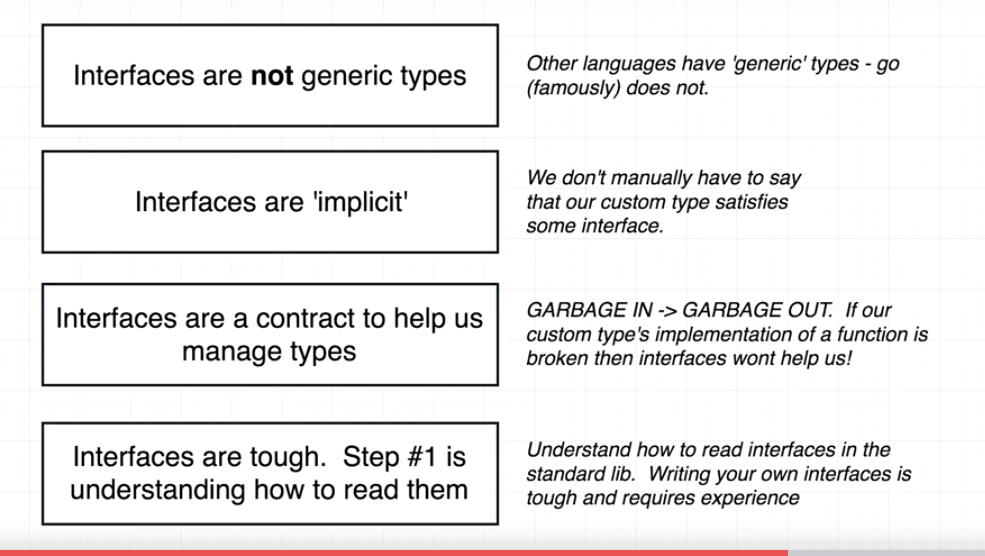 Interfaces are not generic types
Other languages have 'generic' types - go
(famously) does not.
Interfaces are 'implicit'
We don't manually have to say
that our custom type satisfies
some interface.
Interfaces are a contract to help us
manage types
GARBAGE IN -> GARBAGE OUT.  If our
custom type's implementation of a function is
broken then interfaces wont help us!
Interfaces are tough.  Step #1 is
understanding how to read them
Understand how to read interfaces in the
standard lib.  Writing your own interfaces is
tough and requires experience